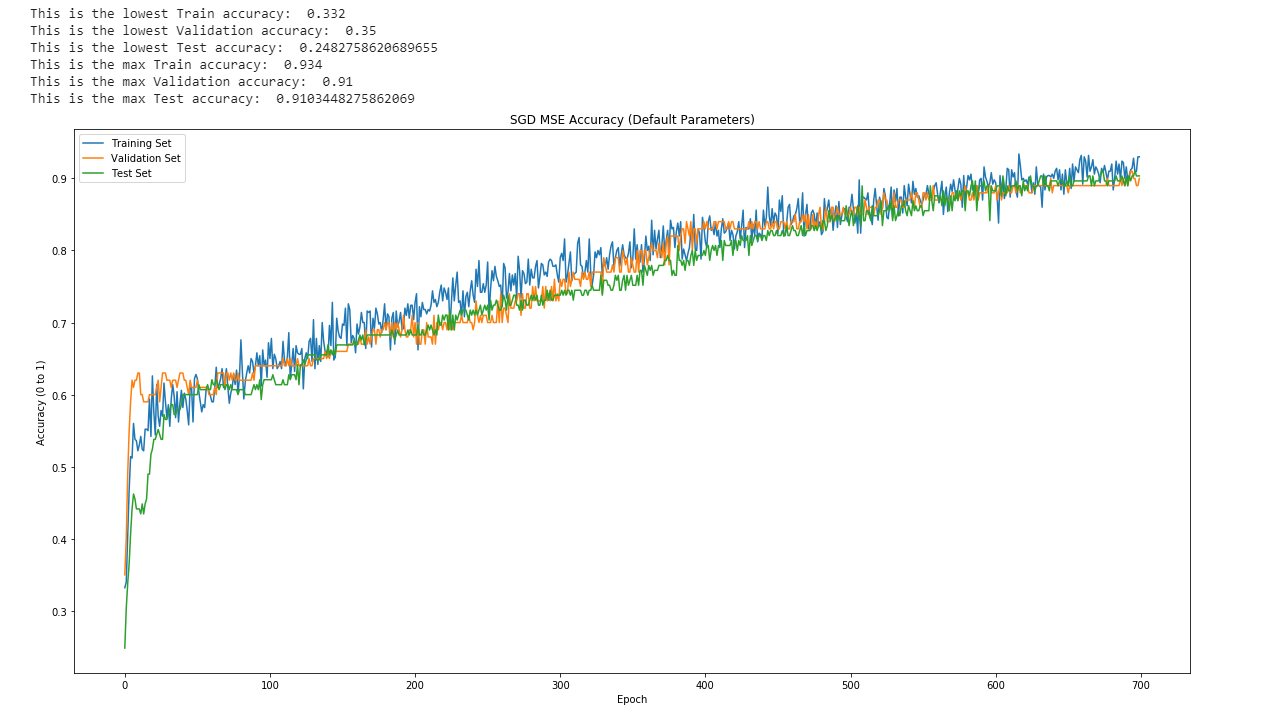 This is the lowest Train accuracy:  0.332
This is the lowest Validation accuracy:  0.35
This is the lowest Test accuracy:  0.2482758620689655
This is the max Train accuracy:  0.934
This is the max Validation accuracy:  0.91
This is the max Test accuracy:  0.9103448275862069
SGD MSE Accuracy (Default Parameters)
Training Set
Validation Set
Test Set
Accuracy (0 to 1)
0.9
0.8
0.7
0.6
0.5
0.4
0.3
0 100 200 300 400 500 600 700
Epoch